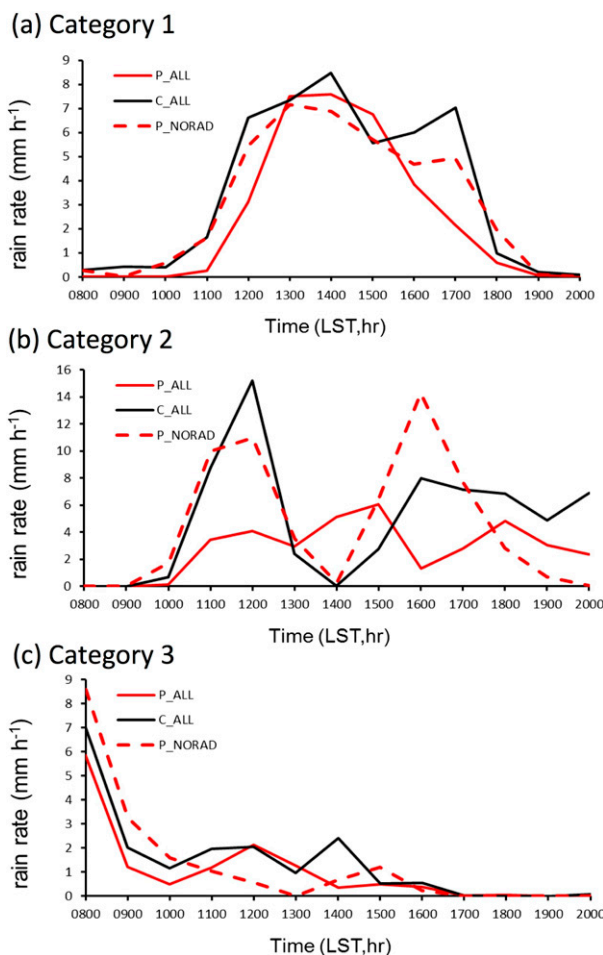 (a) Category 1
rain rate (mm h⁻¹)
9
8
7
6
5
4
3
2
1
0
P_ALL
C_ALL
P_NORAD
0800 0900 1000 1100 1200 1300 1400 1500 1600 1700 1800 1900 2000
Time (LST,hr)
(b) Category 2
rain rate (mm h⁻¹)
16
14
12
10
8
6
4
2
0
P_ALL
C_ALL
P_NORAD
0800 0900 1000 1100 1200 1300 1400 1500 1600 1700 1800 1900 2000
Time (LST,hr)
(c) Category 3
rain rate (mm h⁻¹)
9
8
7
6
5
4
3
2
1
0
P_ALL
C_ALL
P_NORAD
0800 0900 1000 1100 1200 1300 1400 1500 1600 1700 1800 1900 2000
Time (LST,hr)